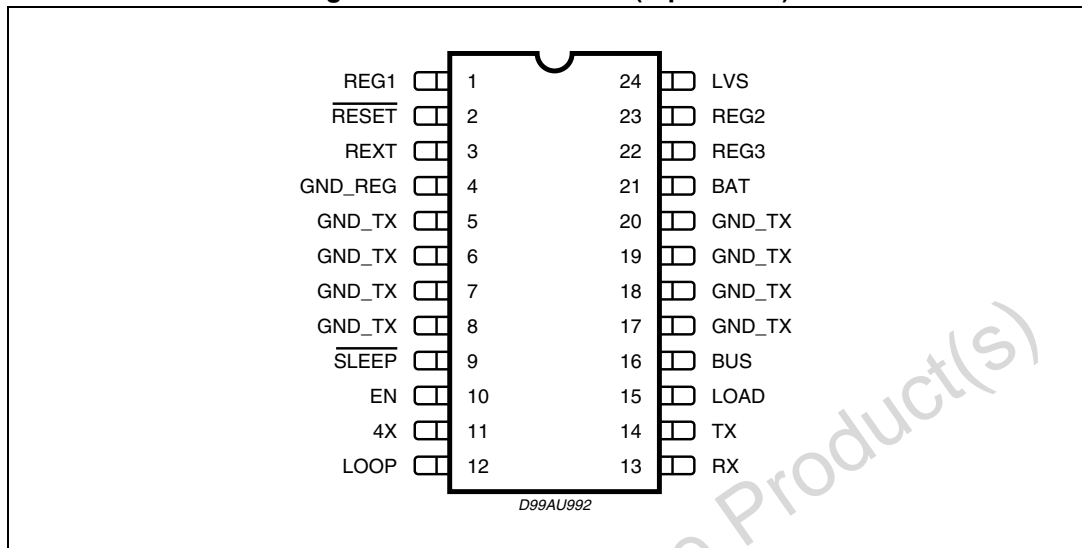 REG1 1 24 LVS
RESET 2 23 REG2
REXT 3 22 REG3
GND_REG 4 21 BAT
GND_TX 5 20 GND_TX
GND_TX 6 19 GND_TX
GND_TX 7 18 GND_TX
GND_TX 8 17 GND_TX
SLEEP 9 16 BUS
EN 10 15 LOAD
4X 11 14 TX
LOOP 12 13 RX
D99AU992
Product(s)